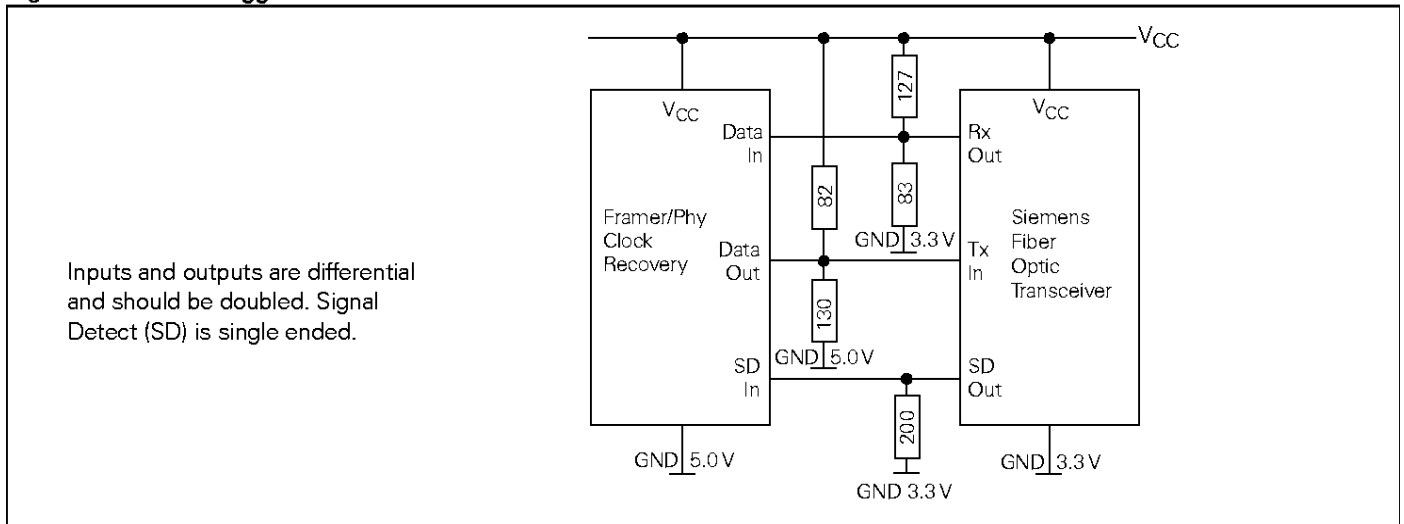 Inputs and outputs are differential
and should be doubled. Signal
Detect (SD) is single ended.
VCC
VCC
VCC
127
Data
In
Rx
Out
82
83
Framer/Phy
Clock
Recovery
GND 3.3 V
Siemens
Fiber
Optic
Transceiver
Data
Out
Tx
In
130
GND 5.0 V
SD
In
SD
Out
200
GND 5.0 V
GND 3.3 V
GND 3.3 V